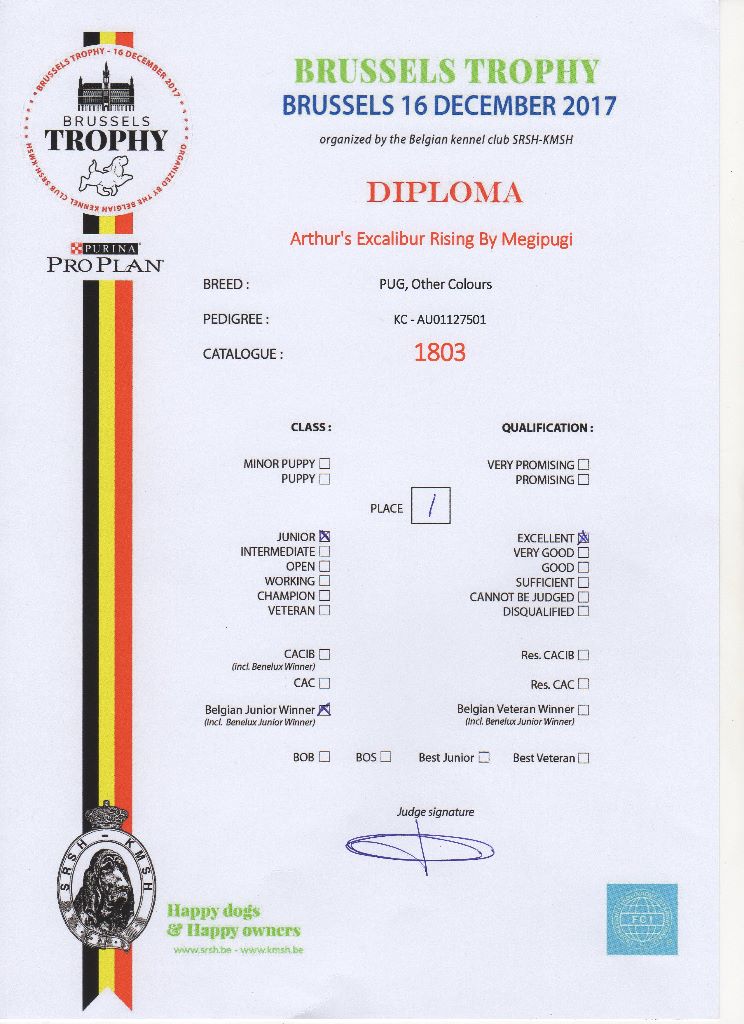 BRUSSELS TROPHY - 16 DECEMBER 2017
BRUSSELS
TROPHY
ORGANIZED BY THE BELGIAN KENNEL CLUB SRSH-KMSH
PURINA
PRO PLAN
BRUSSELS TROPHY
BRUSSELS 16 DECEMBER 2017
organized by the Belgian kennel club SRSH-KMSH
DIPLOMA
Arthur's Excalibur Rising By Megipugi
BREED : PUG, Other Colours
PEDIGREE : KC - AU01127501
CATALOGUE : 1803
CLASS : QUALIFICATION :
MINOR PUPPY VERY PROMISING
PUPPY PROMISING
PLACE 1
JUNIOR X EXCELLENT X
INTERMEDIATE VERY GOOD
OPEN GOOD
WORKING SUFFICIENT
CHAMPION CANNOT BE JUDGED
VETERAN DISQUALIFIED
CACIB Res. CACIB
(incl. Benelux Winner)
CAC Res. CAC
Belgian Junior Winner X Belgian Veteran Winner
(Incl. Benelux Junior Winner) (Incl. Benelux Junior Winner)
BOB BOS Best Junior Best Veteran
Judge signature
SRSH - KMSH
Happy dogs
& Happy owners
www.srsh.be - www.kmsh.be
FCI